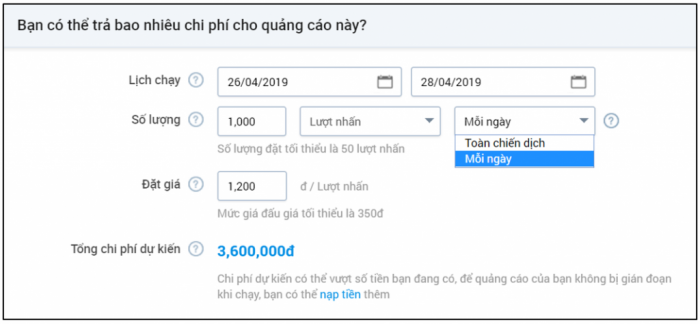 Bạn có thể trả bao nhiêu chi phí cho quảng cáo này?
Lịch chạy ? 26/04/2019 28/04/2019
Số lượng ? 1,000 Lượt nhấn Mỗi ngày ?
Toàn chiến dịch
Số lượng đặt tối thiểu là 50 lượt nhấn
Mỗi ngày
Đặt giá ? 1,200 đ / Lượt nhấn
Mức giá đấu giá tối thiểu là 350đ
Tổng chi phí dự kiến ? 3,600,000đ
Chi phí dự kiến có thể vượt số tiền bạn đang có, để quảng cáo của bạn không bị gián đoạn
khi chạy, bạn có thể nạp tiền thêm